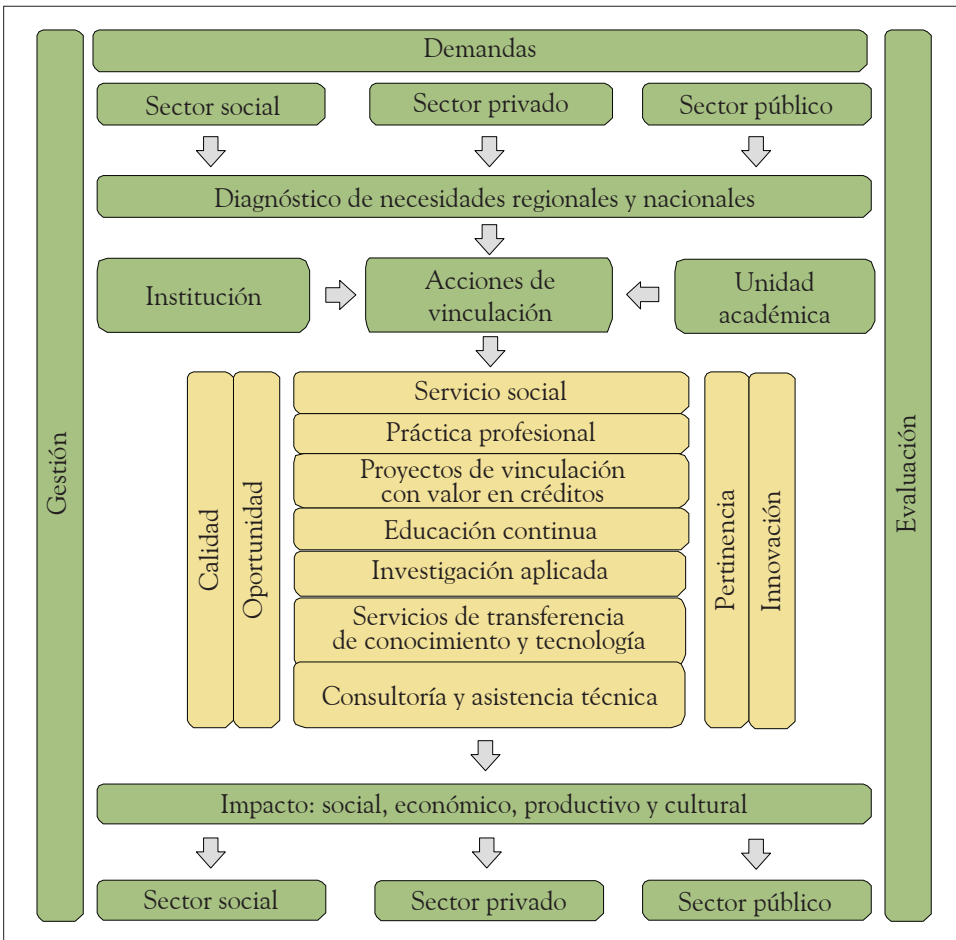 Demandas
Sector social
Sector privado
Sector público
Diagnóstico de necesidades regionales y nacionales
Institución
Acciones de
vinculación
Unidad
académica
Gestión
Calidad
Oportunidad
Servicio social
Práctica profesional
Proyectos de vinculación
con valor en créditos
Educación continua
Investigación aplicada
Servicios de transferencia
de conocimiento y tecnología
Consultoría y asistencia técnica
Pertinencia
Innovación
Evaluación
Impacto: social, económico, productivo y cultural
Sector social
Sector privado
Sector público